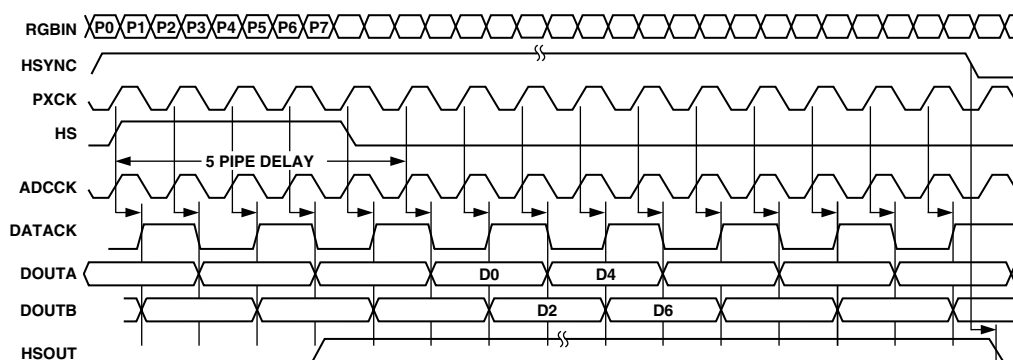 RGBIN P0 P1 P2 P3 P4 P5 P6 P7
HSYNC
PXCK
HS
5 PIPE DELAY
ADCCK
DATACK
DOUTA D0 D4
DOUTB D2 D6
HSOUT